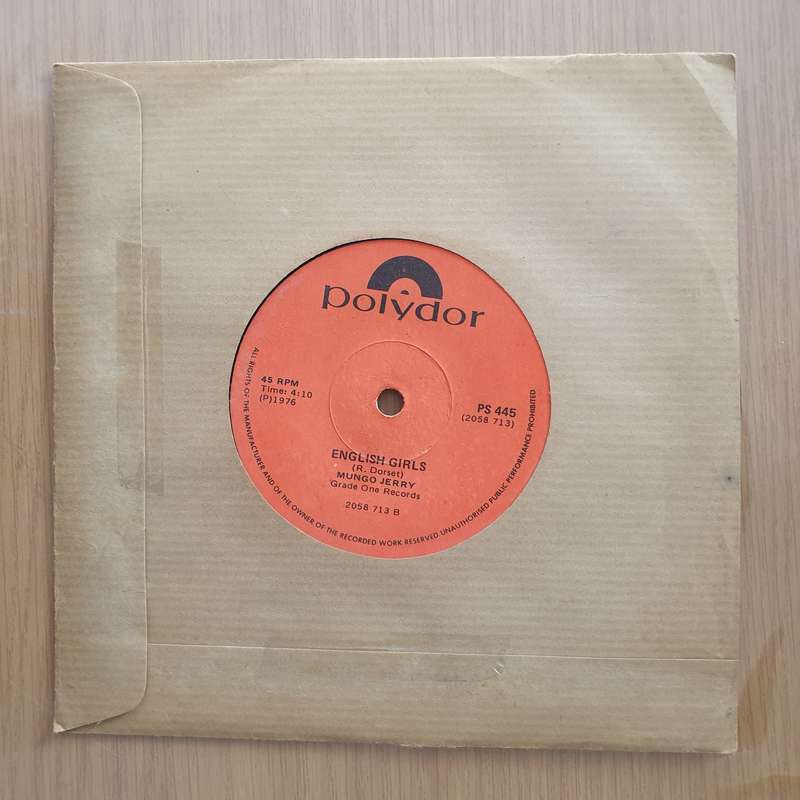 polydor
45 RPM
Time: 4:10
(P)1976
PS 445
(2058 713)
ENGLISH GIRLS
(R. Dorset)
MUNGO JERRY
Grade One Records
2058 713 B
ALL RIGHTS OF THE MANUFACTURER AND OF THE OWNER OF THE RECORDED WORK RESERVED UNAUTHORISED PUBLIC PERFORMANCE PROHIBITED